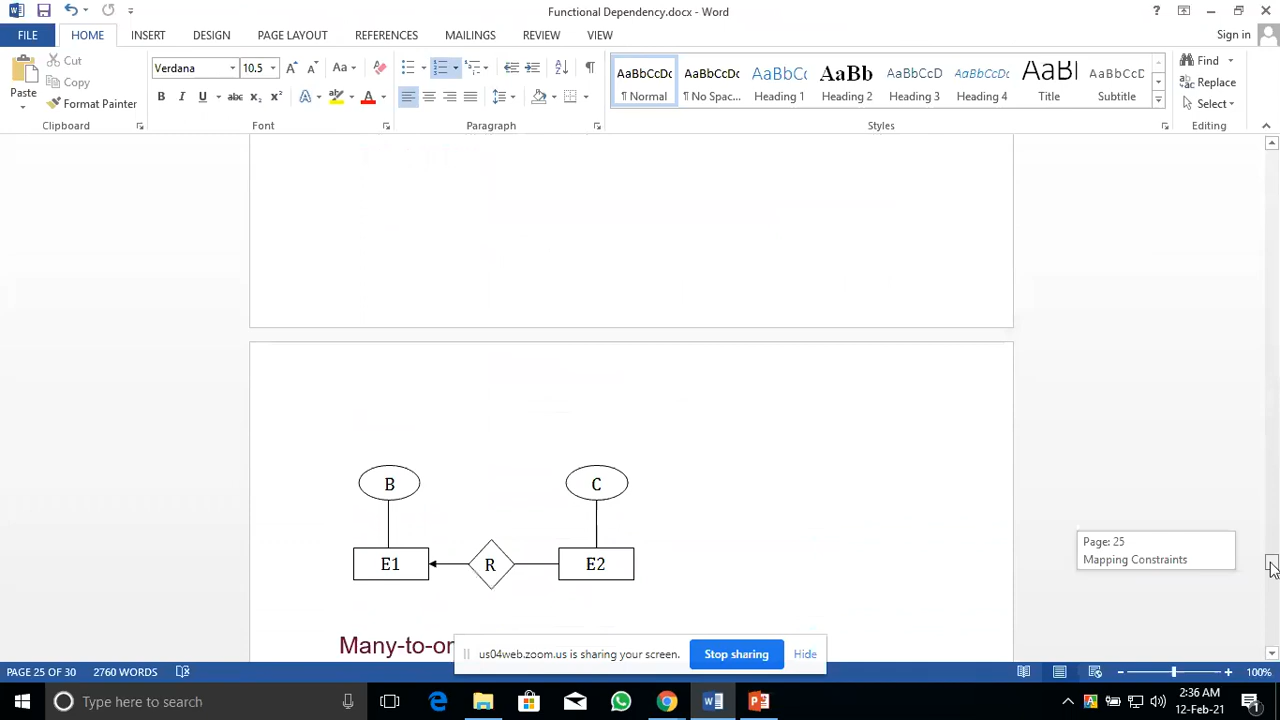 Functional Dependency.docx - Word
FILE HOME INSERT DESIGN PAGE LAYOUT REFERENCES MAILINGS REVIEW VIEW Sign in
Paste Cut Copy Format Painter
Verdana 10.5
AaBbCcDc AaBbCcDc AaBbC AaBb AaBbCcD AaBbCcD AaBl AaBbCcD
¶ Normal ¶ No Spac... Heading 1 Heading 2 Heading 3 Heading 4 Title Subtitle
Find Replace Select
Clipboard Font Paragraph Styles Editing
B C
E1 R E2
Page: 25
Mapping Constraints
Many-to-
us04web.zoom.us is sharing your screen. Stop sharing Hide
PAGE 25 OF 30 2760 WORDS 100%
Type here to search
2:36 AM
12-Feb-21